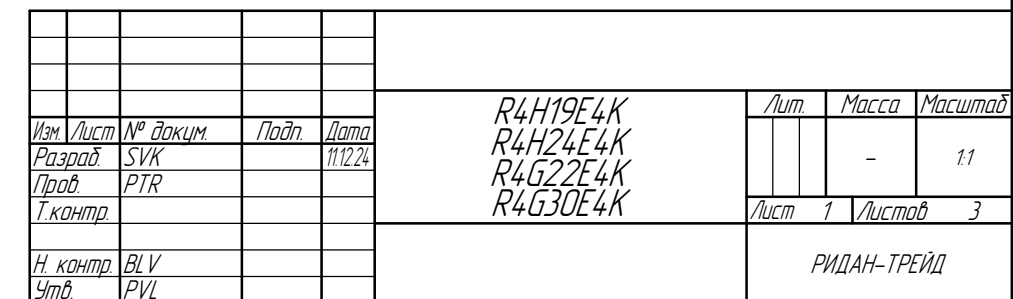 R4H19E4K
R4H24E4K
R4G22E4K
R4G30E4K
Лит. Масса Масштаб
– 1:1
Лист 1 Листов 3
Изм. Лист № докум. Подп. Дата
Разраб. SVK 11.12.24
Пров. PTR
Т.контр.
Н. контр. BLV
Утв. PVL
РИДАН-ТРЕЙД